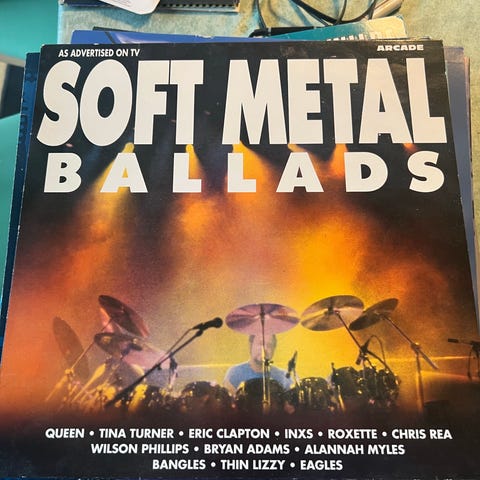 AS ADVERTISED ON TV
ARCADE
SOFT METAL
BALLADS
QUEEN • TINA TURNER • ERIC CLAPTON • INXS • ROXETTE • CHRIS REA
WILSON PHILLIPS • BRYAN ADAMS • ALANNAH MYLES
BANGLES • THIN LIZZY • EAGLES